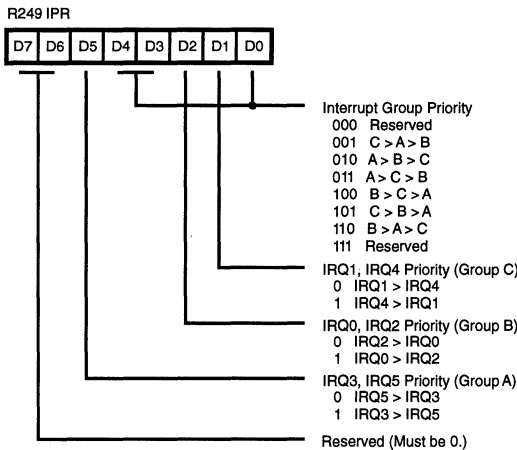 R249 IPR
D7 D6 D5 D4 D3 D2 D1 D0
Interrupt Group Priority
000 Reserved
001 C > A > B
010 A > B > C
011 A > C > B
100 B > C > A
101 C > B > A
110 B > A > C
111 Reserved
IRQ1, IRQ4 Priority (Group C)
0 IRQ1 > IRQ4
1 IRQ4 > IRQ1
IRQ0, IRQ2 Priority (Group B)
0 IRQ2 > IRQ0
1 IRQ0 > IRQ2
IRQ3, IRQ5 Priority (Group A)
0 IRQ5 > IRQ3
1 IRQ3 > IRQ5
Reserved (Must be 0.)